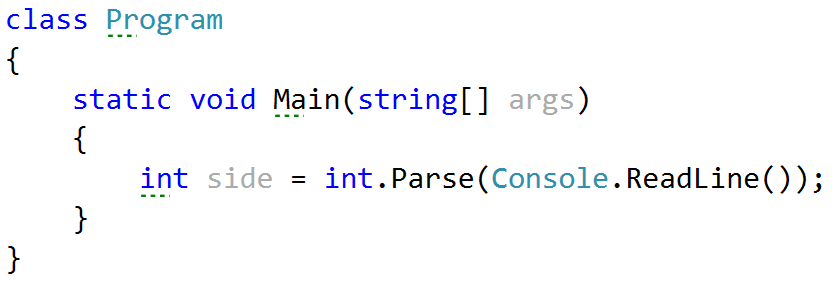 class Program
{
    static void Main(string[] args)
    {
        int side = int.Parse(Console.ReadLine());
    }
}